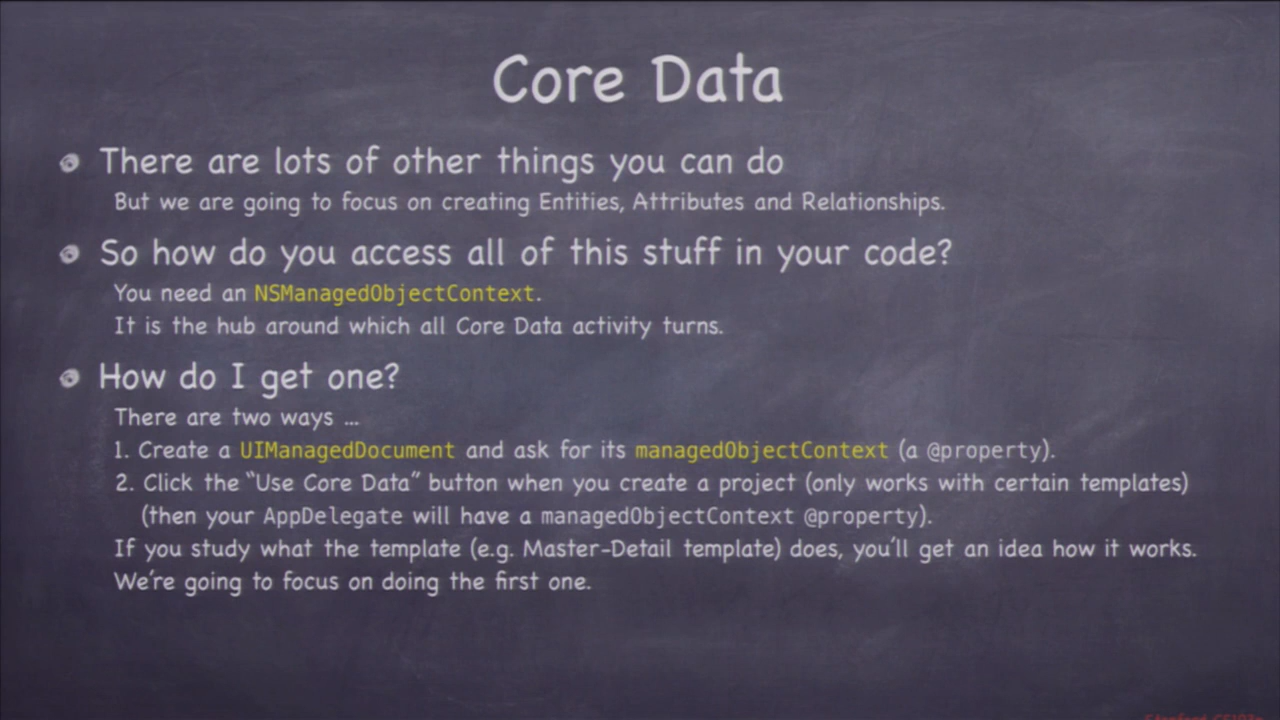 Core Data
There are lots of other things you can do
But we are going to focus on creating Entities, Attributes and Relationships.
So how do you access all of this stuff in your code?
You need an NSManagedObjectContext.
It is the hub around which all Core Data activity turns.
How do I get one?
There are two ways ...
1. Create a UIManagedDocument and ask for its managedObjectContext (a @property).
2. Click the “Use Core Data” button when you create a project (only works with certain templates)
(then your AppDelegate will have a managedObjectContext @property).
If you study what the template (e.g. Master-Detail template) does, you’ll get an idea how it works.
We’re going to focus on doing the first one.